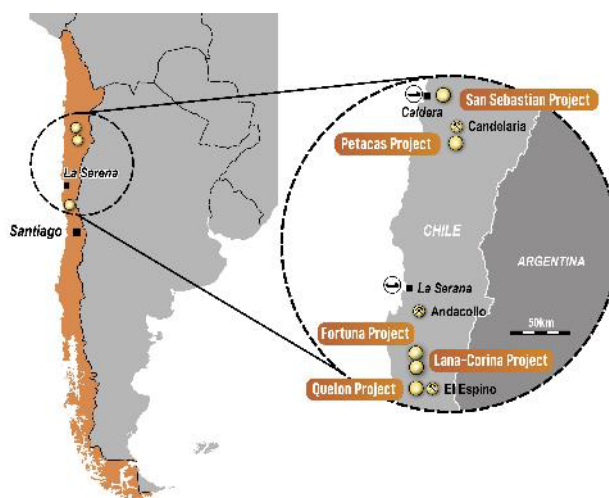 La Serena
Santiago
San Sebastian Project
Caldera
Candelaria
Petacas Project
CHILE
ARGENTINA
La Serana
Andacollo
50km
Fortuna Project
Lana-Corina Project
Quelon Project
El Espino